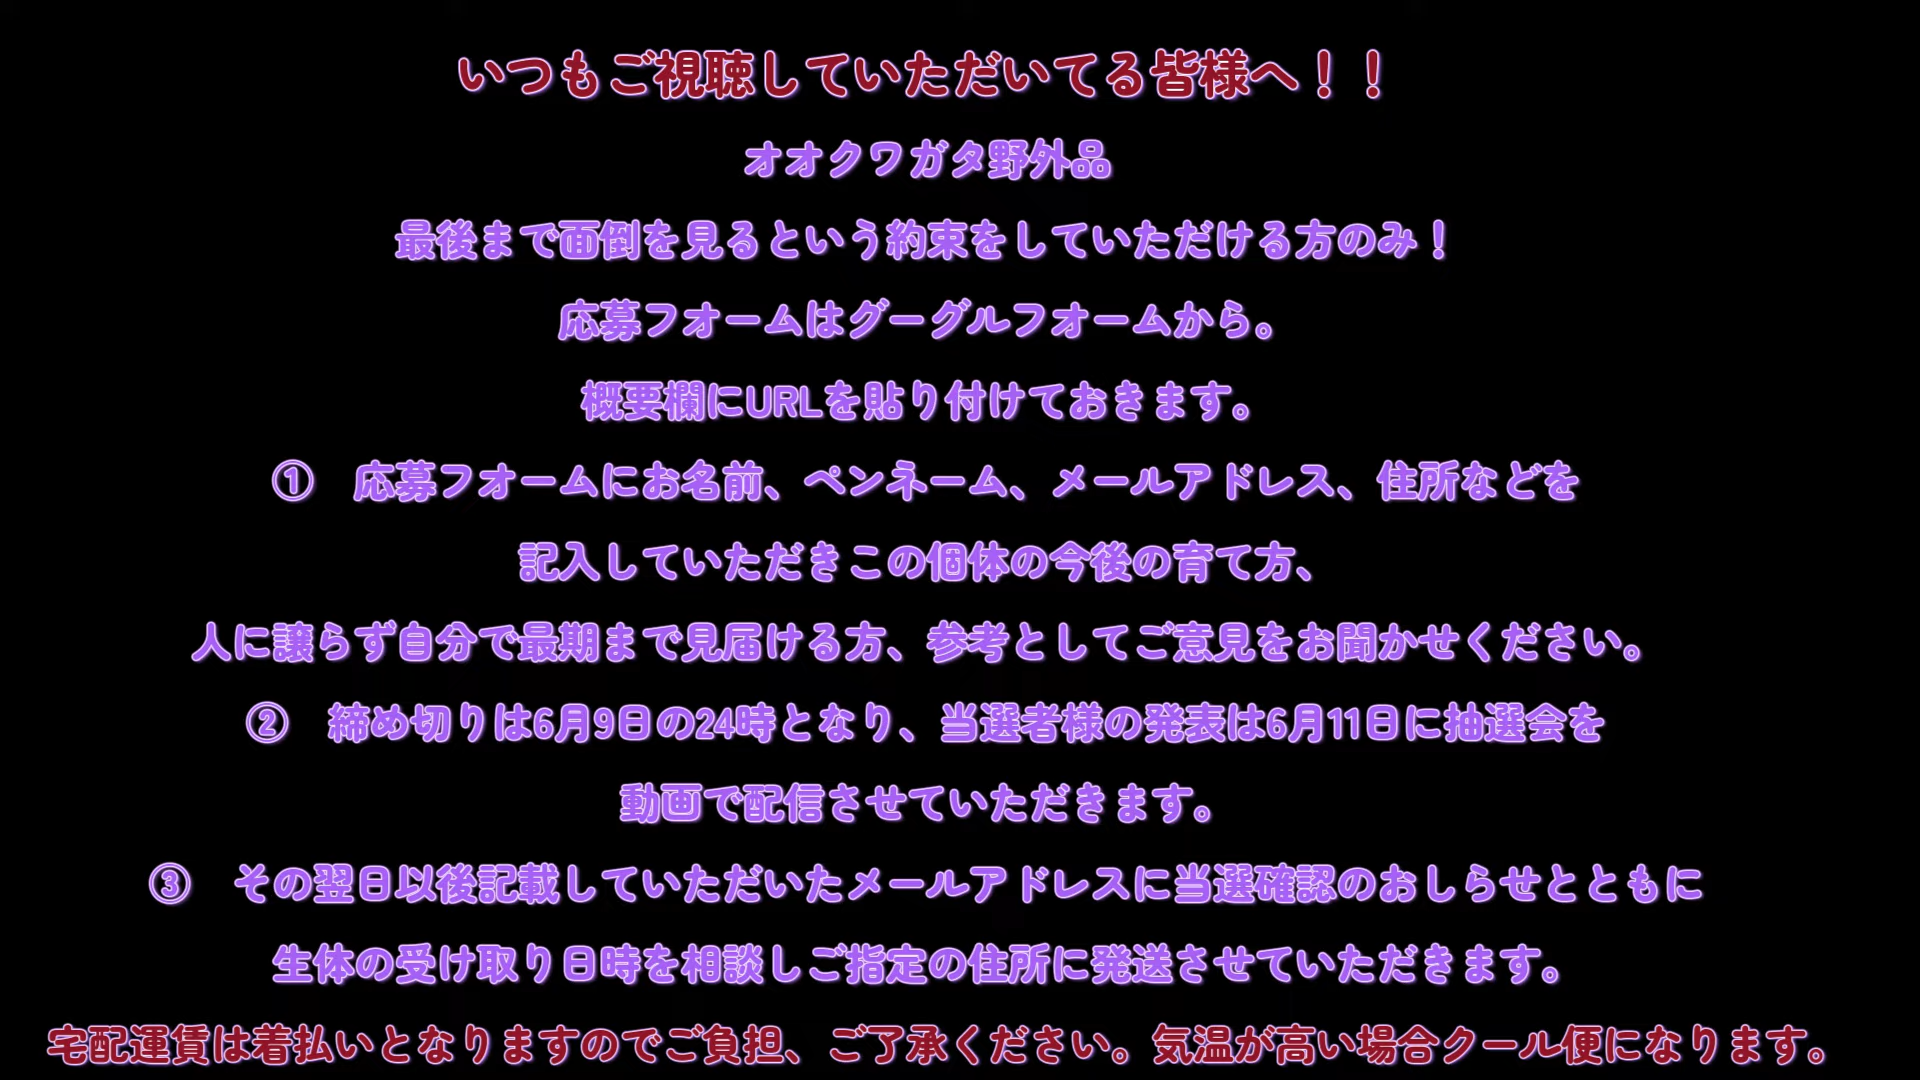 いつもご視聴していただいてる皆様へ！！
オオクワガタ野外品
最後まで面倒を見るという約束をしていただける方のみ！
応募フォームはグーグルフォームから。
概要欄にURLを貼り付けておきます。
①　応募フォームにお名前、ペンネーム、メールアドレス、住所などを
記入していただきこの個体の今後の育て方、
人に譲らず自分で最期まで見届ける方、参考としてご意見をお聞かせください。
②　締め切りは6月9日の24時となり、当選者様の発表は6月11日に抽選会を
動画で配信させていただきます。
③　その翌日以後記載していただいたメールアドレスに当選確認のおしらせとともに
生体の受け取り日時を相談しご指定の住所に発送させていただきます。
宅配運賃は着払いとなりますのでご負担、ご了承ください。気温が高い場合クール便になります。